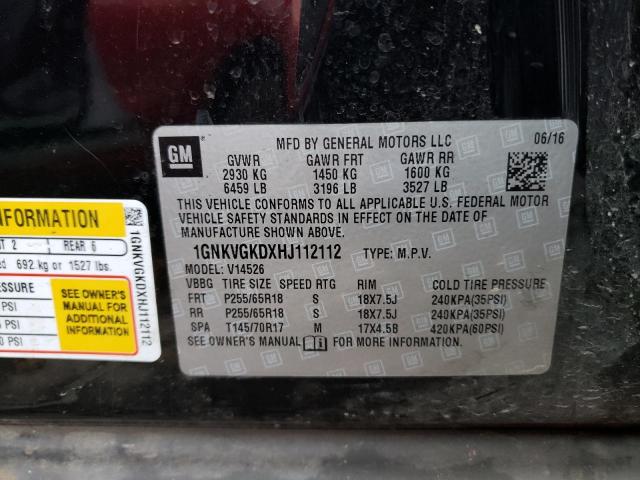 GM
MFD BY GENERAL MOTORS LLC 06/16
GVWR GAWR FRT GAWR RR
2930 KG 1450 KG 1600 KG
6459 LB 3196 LB 3527 LB
THIS VEHICLE CONFORMS TO ALL APPLICABLE U.S. FEDERAL MOTOR
VEHICLE SAFETY STANDARDS IN EFFECT ON THE DATE OF
MANUFACTURE SHOWN ABOVE.
1GNKVGKDXHJ112112 TYPE: M.P.V.
MODEL: V14526
VBBG TIRE SIZE SPEED RTG RIM COLD TIRE PRESSURE
FRT P255/65R18 S 18X7.5J 240KPA(35PSI)
RR P255/65R18 S 18X7.5J 240KPA(35PSI)
SPA T145/70R17 M 17X4.5B 420KPA(60PSI)
SEE OWNER'S MANUAL FOR MORE INFORMATION.
INFORMATION
2 REAR 6
692 kg or 1527 lbs.
SEE OWNER'S
MANUAL FOR
ADDITIONAL
INFORMATION
PSI
PSI
PSI
1GNKVGKDXHJ112112